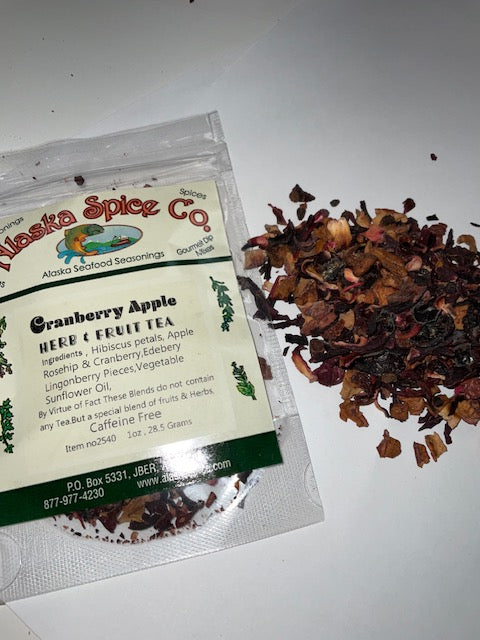 Spices
Alaska Spice Co.
Gourmet Dip
Mixes
Alaska Seafood Seasonings
Cranberry Apple
HERB & FRUIT TEA
Ingredients , Hibiscus petals, Apple
Rosehip & Cranberry,Edebery
Lingonberry Pieces,Vegetable
Sunflower Oil,
By Virtue of Fact These Blends do not contain
any Tea.But a special blend of fruits & Herbs.
Caffeine Free
Item no2540 1oz , 28.5 Grams
P.O. Box 5331, JBER,
877-977-4230